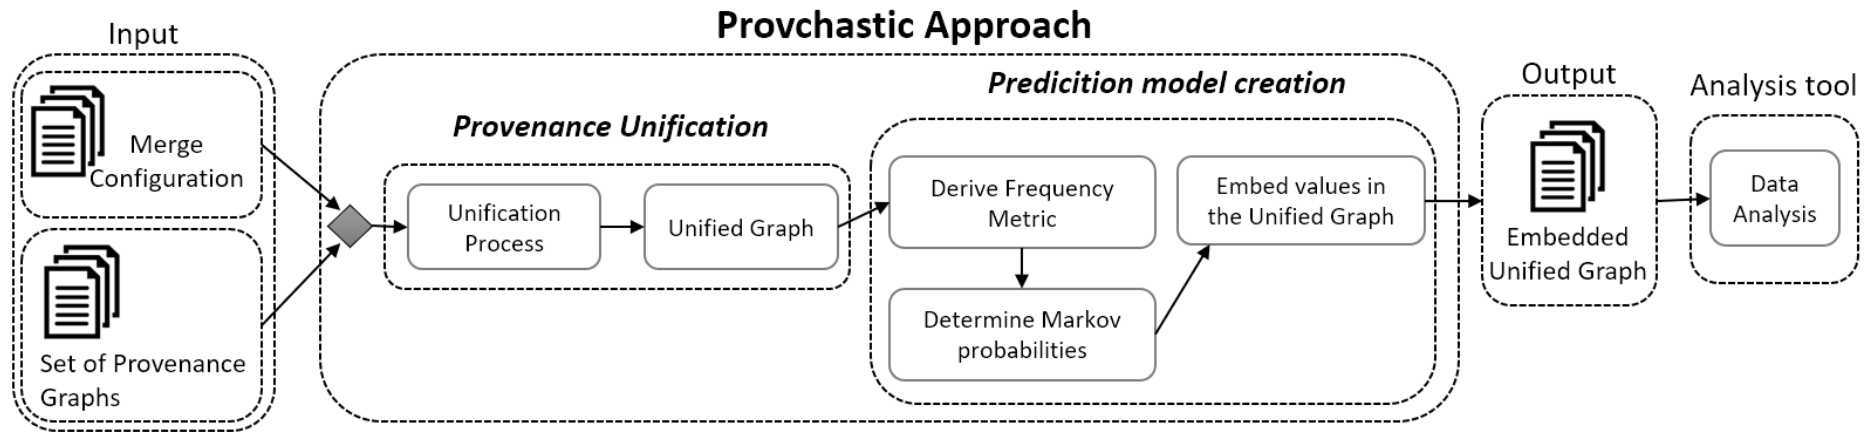 Provchastic Approach
Input
Merge
Configuration
Set of Provenance
Graphs
Provenance Unification
Unification
Process
Unified Graph
Predicition model creation
Derive Frequency
Metric
Determine Markov
probabilities
Embed values in
the Unified Graph
Output
Embedded
Unified Graph
Analysis tool
Data
Analysis